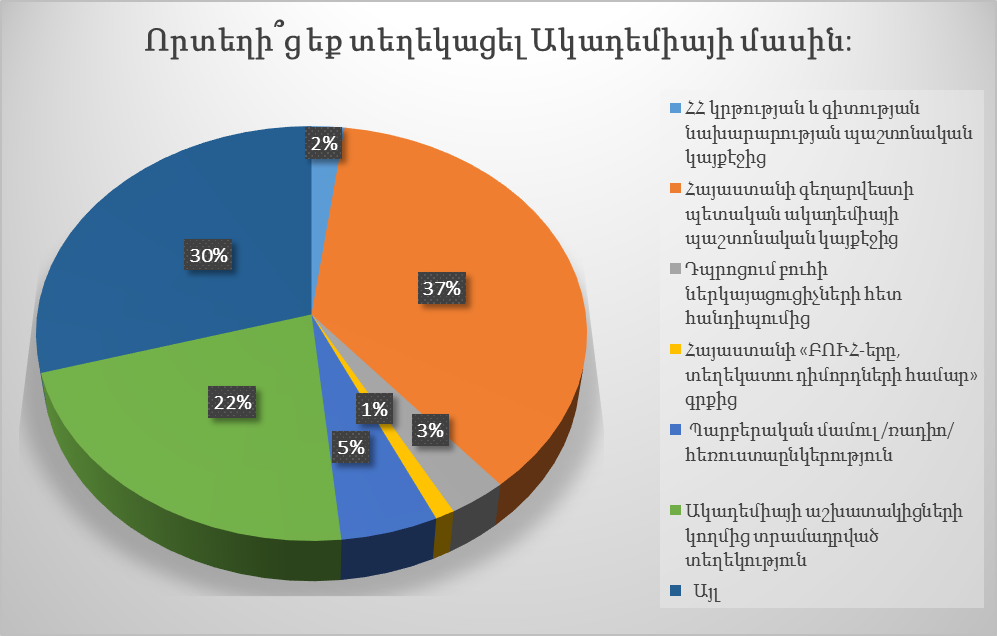 Որտեղի՞ց եք տեղեկացել Ակադեմիայի մասին:
2%
37%
3%
1%
5%
22%
30%
ՀՀ կրթության և գիտության
նախարարության պաշտոնական
կայքէջից
Հայաստանի գեղարվեստի
պետական ակադեմիայի
պաշտոնական կայքէջից
Դպրոցում բուհի
ներկայացուցիչների հետ
հանդիպումից
Հայաստանի «ԲՈՒՀ-երը,
տեղեկատու դիմորդների համար»
գրքից
Պարբերական մամուլ/ռադիո/
հեռուստաընկերություն
Ակադեմիայի աշխատակիցների
կողմից տրամադրված
տեղեկություն
Այլ